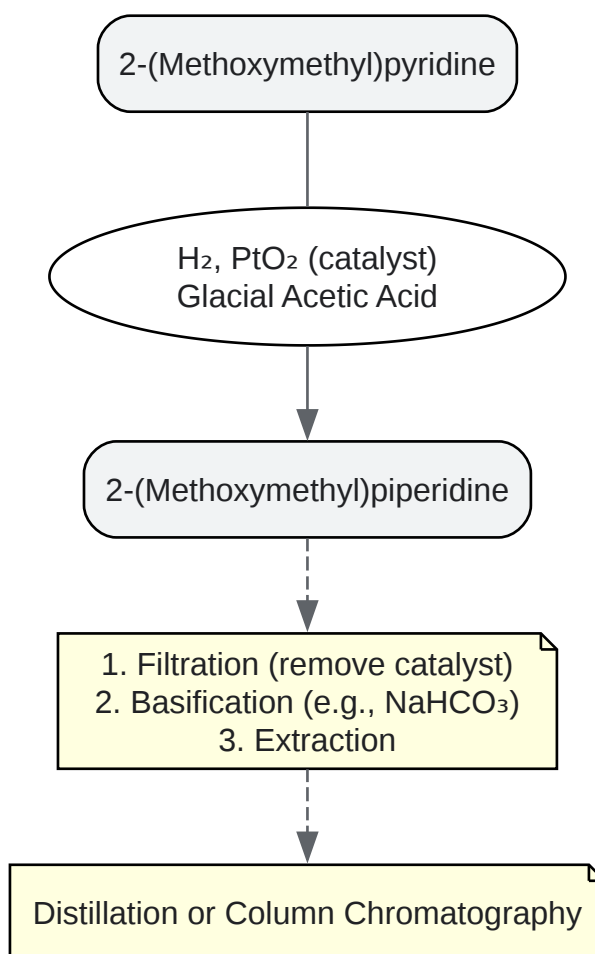 2-(Methoxymethyl)pyridine
H₂, PtO₂ (catalyst)
Glacial Acetic Acid
2-(Methoxymethyl)piperidine
1. Filtration (remove catalyst)
2. Basification (e.g., NaHCO₃)
3. Extraction
Distillation or Column Chromatography